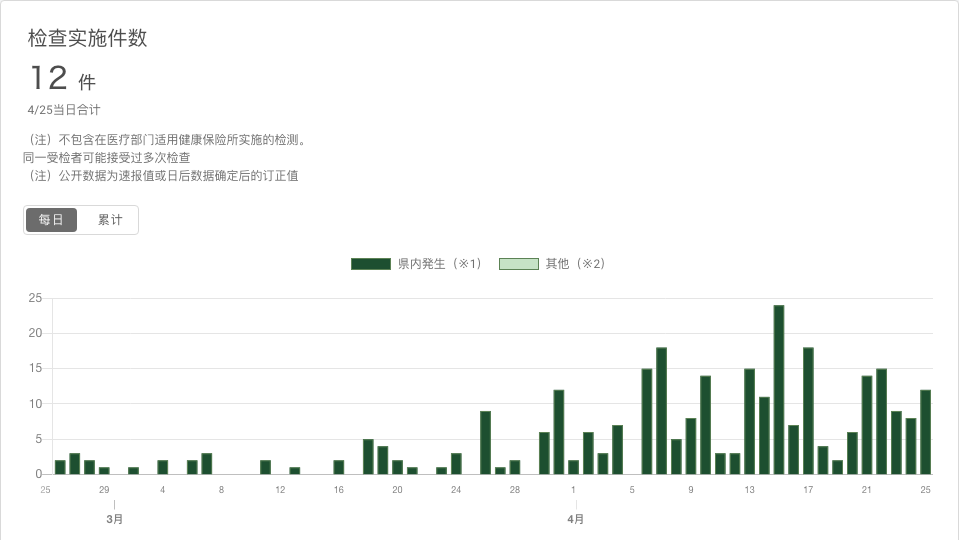 检查实施件数
12 件
4/25当日合计
（注）不包含在医疗部门适用健康保险所实施的检测。
同一受检者可能接受过多次检查
（注）公开数据为速报值或日后数据确定后的订正值
每日 累计
県内発生（※1） 其他（※2）
25
20
15
10
5
0
25 29 4 8 12 16 20 24 28 1 5 9 13 17 21 25
3月 4月